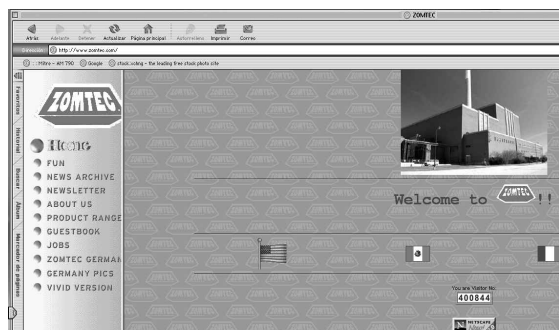 ZOMTEC
Atrás Adelante Detener Actualizar Página principal Autorrelleno Imprimir Correo
Dirección: http://www.zomtec.com/
:: Mitre - AM 790 Google stock.xchng - the leading free stock photo site
Favoritos
Historial
Buscar
Álbum
Marcador de páginas
ZOMTEC
Home
FUN
NEWS ARCHIVE
NEWSLETTER
ABOUT US
PRODUCT RANGE
GUESTBOOK
JOBS
ZOMTEC GERMAN
GERMANY PICS
VIVID VERSION
Welcome to ZOMTEC !!
You are Visitor No:
400844
NETSCAPE